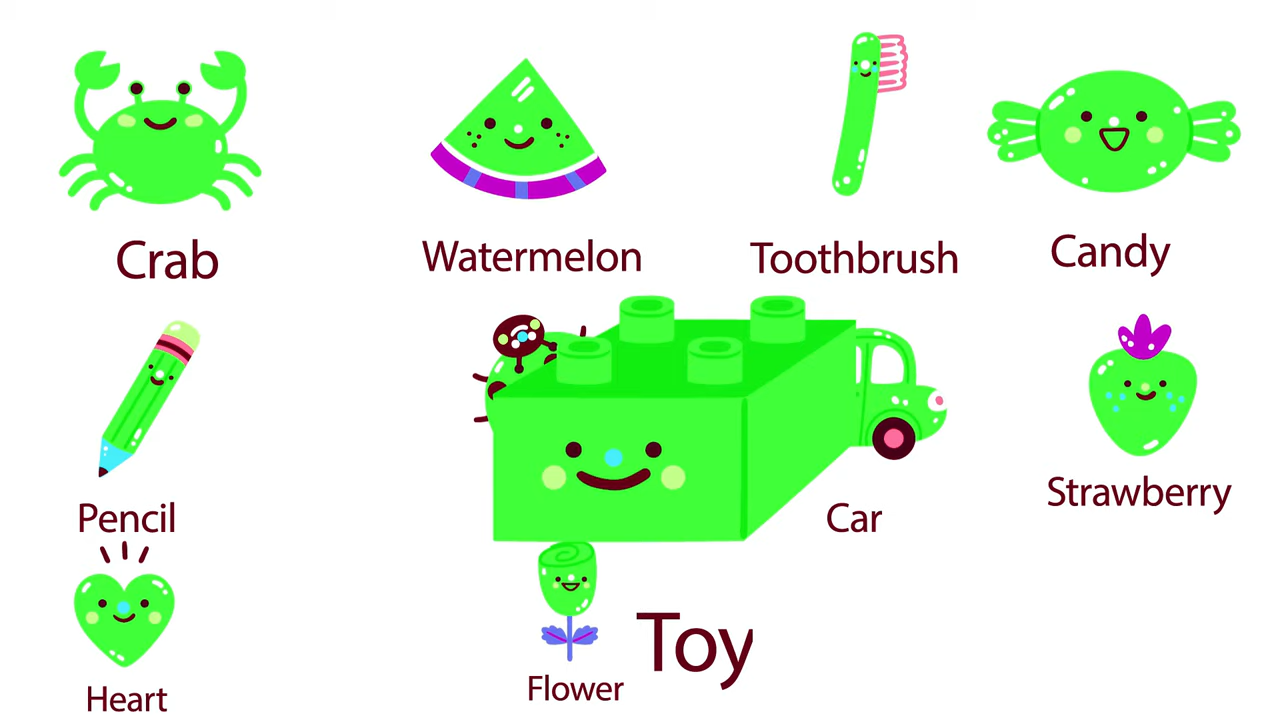 Crab
Watermelon
Toothbrush
Candy
Pencil
Car
Strawberry
Heart
Flower
Toy